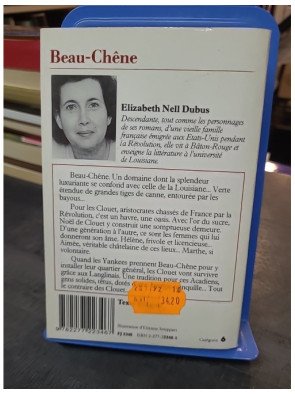 Beau-Chêne
Elizabeth Nell Dubus
Descendante, tout comme les personnages
de ses romans, d'une vieille famille
française émigrée aux Etats-Unis pendant
la Révolution, elle vit à Bâton-Rouge et
enseigne la littérature à l'université
de Louisiane.
Beau-Chêne. Un domaine dont la splendeur
luxuriante se confond avec celle de la Louisiane... Verte
étendue de grandes tiges de canne, entourée par les
bayous...
Pour les Clouet, aristocrates chassés de France par la
Révolution, c'est un havre, une oasis. Avec l'or du sucre,
Noël de Clouet y construit une somptueuse demeure.
D'une génération à l'autre, ce sont les femmes qui lui
donneront son âme. Hélène, frivole et licencieuse...
Aimée, véritable châtelaine de ces lieux... Marthe, si
volontaire.
Quand les Yankees prennent Beau-Chêne pour y
installer leur quartier général, les Clouet vont survivre
grâce aux Langlinais. Une tradition pour ces Acadiens,
gens solides, têtus, dotés tranquille... Tout
le contraire des Clouet.
Tex
3420
9782277223467